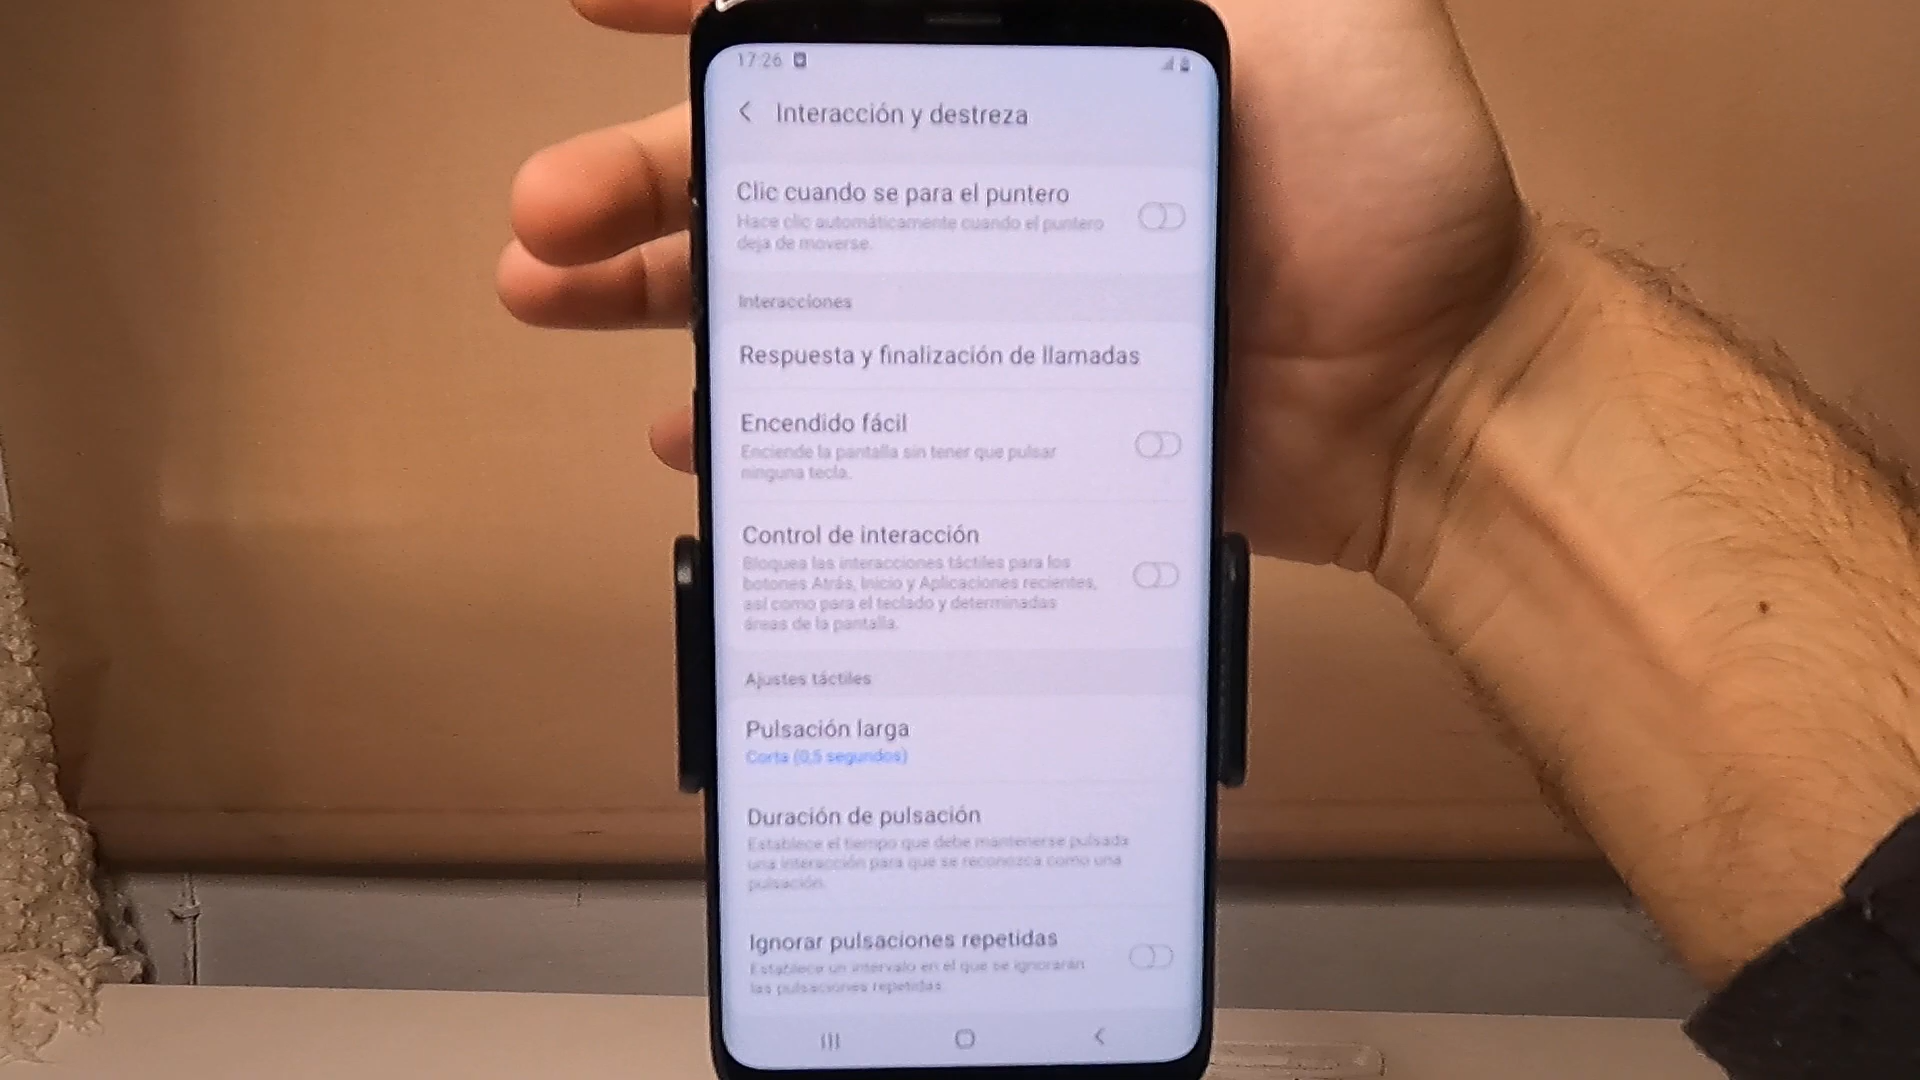 17:26
Interacción y destreza
Clic cuando se para el puntero
Hace clic automáticamente cuando el puntero
deja de moverse.
Interacciones
Respuesta y finalización de llamadas
Encendido fácil
Enciende la pantalla sin tener que pulsar
ninguna tecla.
Control de interacción
Bloquea las interacciones táctiles para los
botones Atrás, Inicio y Aplicaciones recientes,
así como para el teclado y determinadas
áreas de la pantalla.
Ajustes táctiles
Pulsación larga
Corta (0,5 segundos)
Duración de pulsación
Establece el tiempo que debe mantenerse pulsada
una interacción para que se reconozca como una
pulsación.
Ignorar pulsaciones repetidas
Establece un intervalo en el que se ignorarán
las pulsaciones repetidas.